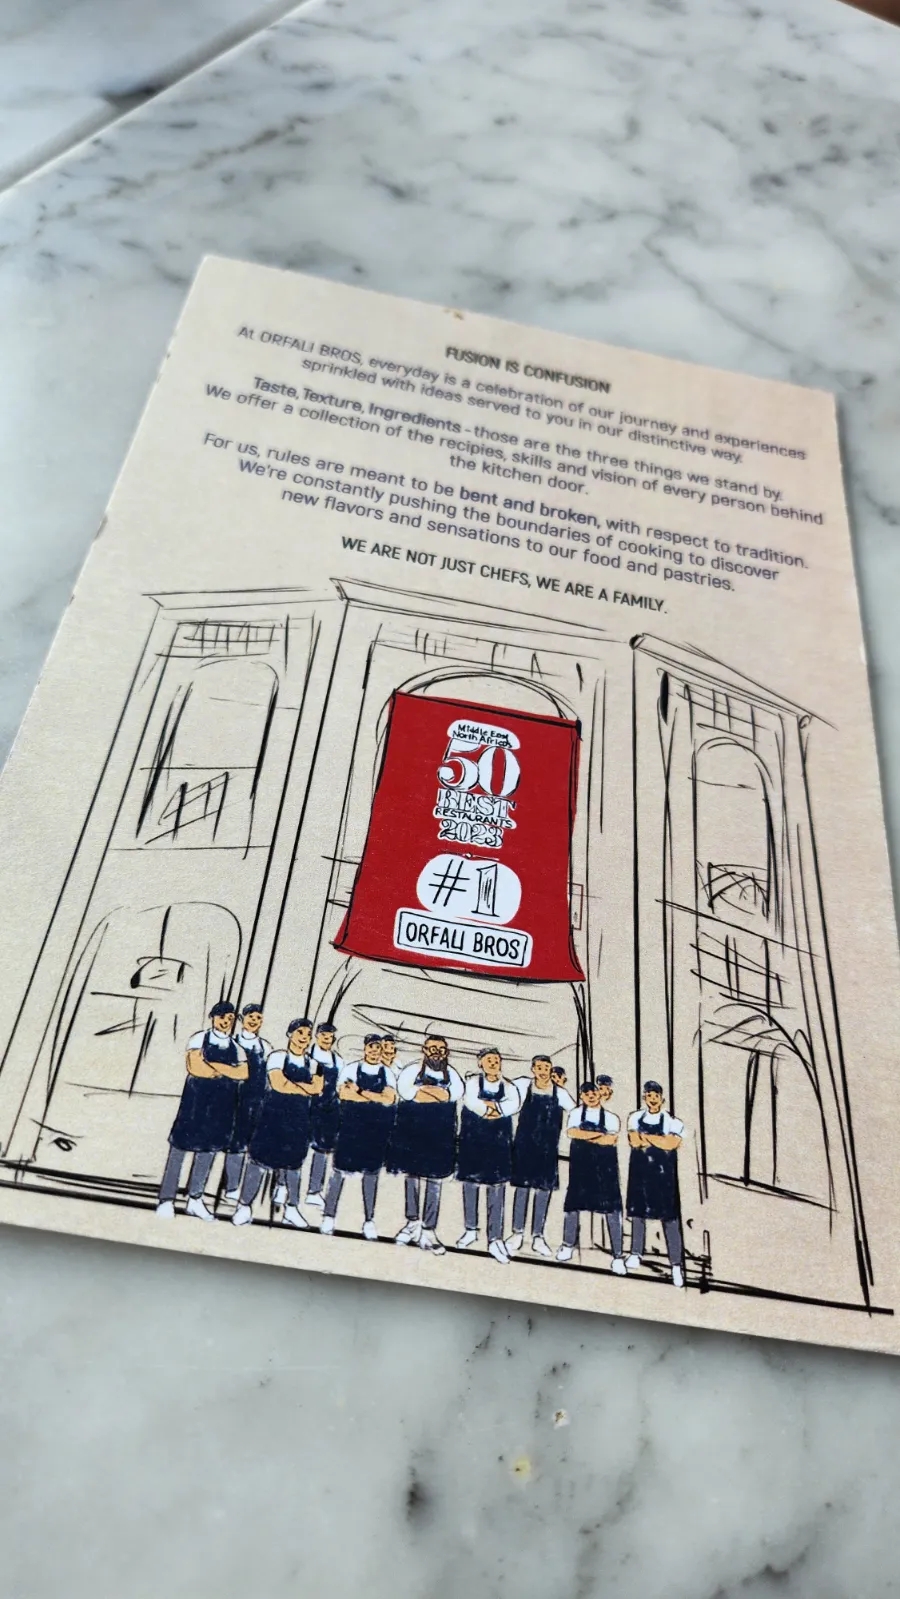 FUSION IS CONFUSION
At ORFALI BROS, everyday is a celebration of our journey and experiences
sprinkled with ideas served to you in our distinctive way.
Taste, Texture, Ingredients - those are the three things we stand by.
We offer a collection of the recipies, skills and vision of every person behind
the kitchen door.
For us, rules are meant to be bent and broken, with respect to tradition.
We're constantly pushing the boundaries of cooking to discover
new flavors and sensations to our food and pastries.
WE ARE NOT JUST CHEFS, WE ARE A FAMILY.
Middle East
North Africa's
50
BEST
RESTAURANTS
2023
#1
ORFALI BROS